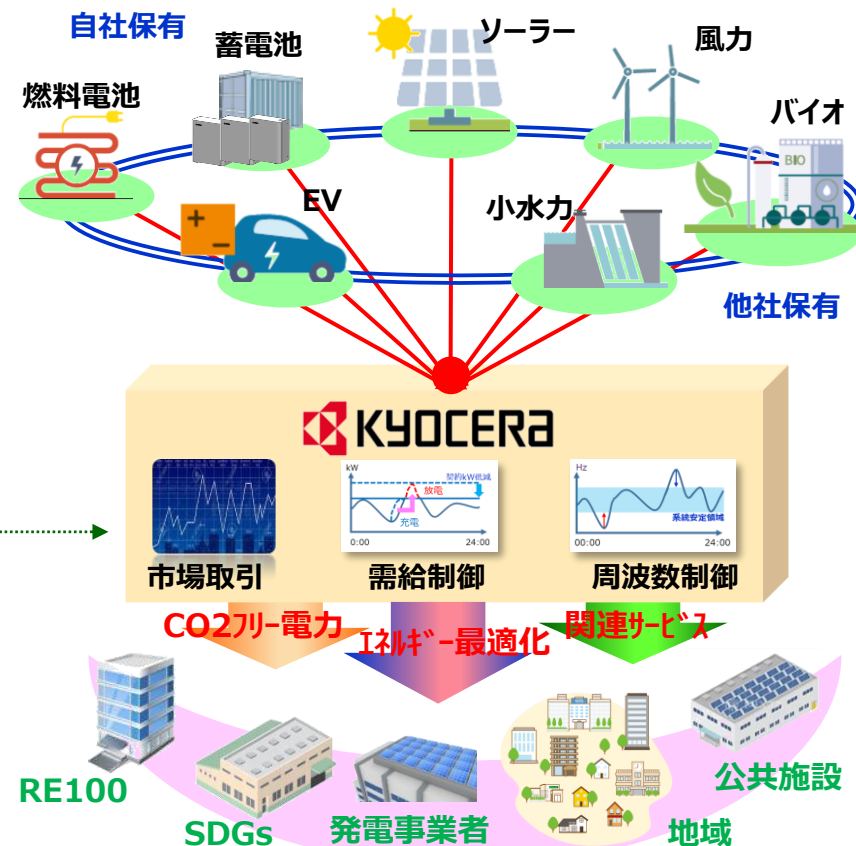 自社保有
蓄電池
ソーラー
風力
燃料電池
バイオ
BIO
EV
小水力
他社保有
KYOCERA
kW
契約kW低減
放電
充電
0:00
24:00
Hz
系統安定領域
00:00
24:00
市場取引
需給制御
周波数制御
CO2ﾌﾘｰ電力
ｴﾈﾙｷﾞｰ最適化
関連ｻｰﾋﾞｽ
RE100
SDGs
発電事業者
地域
公共施設